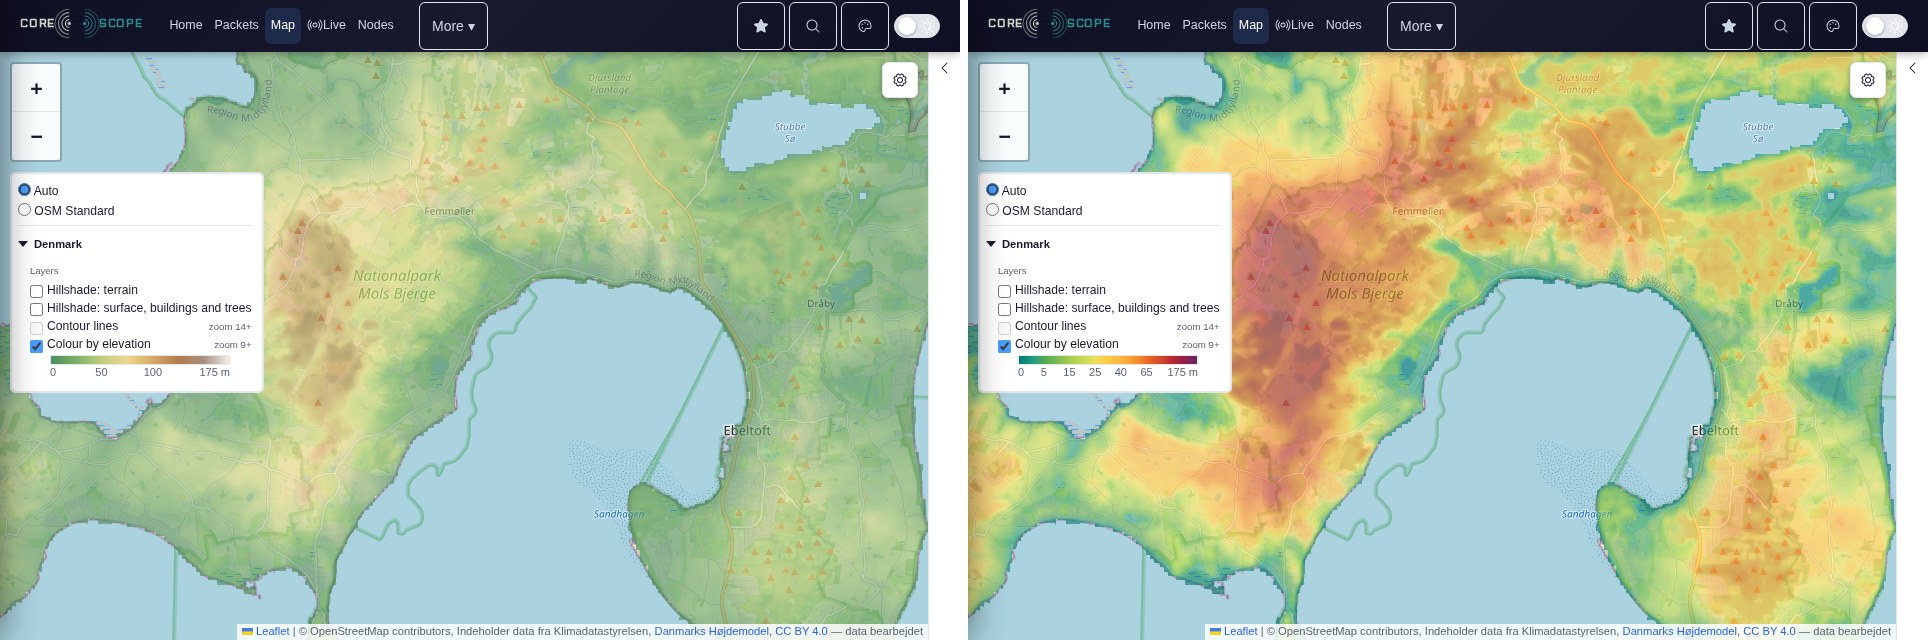 CORE SCOPE Home Packets Map Live Nodes More ▾
+
−
Auto
OSM Standard
Denmark
Layers
Hillshade: terrain
Hillshade: surface, buildings and trees
Contour lines zoom 14+
Colour by elevation zoom 9+
0 50 100 175 m
Region Midtjylland
Djursland
Plantage
Stubbe
Sø
Femmøller
Nationalpark
Mols Bjerge
Region Midtjylland
Dråby
Ebeltoft
Sandhagen
Leaflet | © OpenStreetMap contributors, Indeholder data fra Klimadatastyrelsen, Danmarks Højdemodel, CC BY 4.0 — data bearbejdet
CORE SCOPE Home Packets Map Live Nodes More ▾
+
−
Auto
OSM Standard
Denmark
Layers
Hillshade: terrain
Hillshade: surface, buildings and trees
Contour lines zoom 14+
Colour by elevation zoom 9+
0 5 15 25 40 65 175 m
Region Midtjylland
Djursland
Plantage
Stubbe
Sø
Femmøller
Nationalpark
Mols Bjerge
Region Midtjylland
Dråby
Ebeltoft
Sandhagen
Leaflet | © OpenStreetMap contributors, Indeholder data fra Klimadatastyrelsen, Danmarks Højdemodel, CC BY 4.0 — data bearbejdet